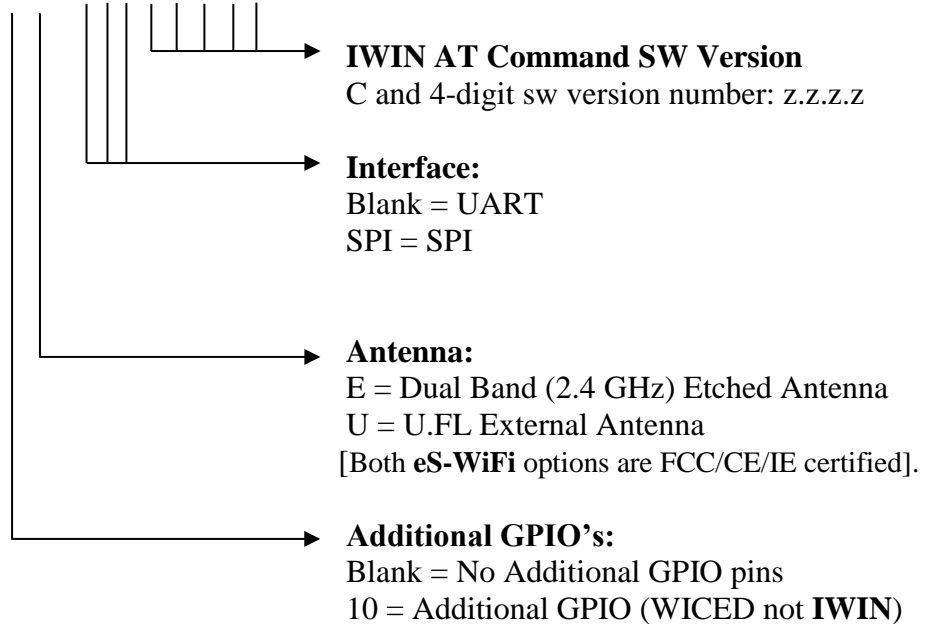 IWIN AT Command SW Version
C and 4-digit sw version number: z.z.z.z
Interface:
Blank = UART
SPI = SPI
Antenna:
E = Dual Band (2.4 GHz) Etched Antenna
U = U.FL External Antenna
[Both eS-WiFi options are FCC/CE/IE certified].
Additional GPIO's:
Blank = No Additional GPIO pins
10 = Additional GPIO (WICED not IWIN)